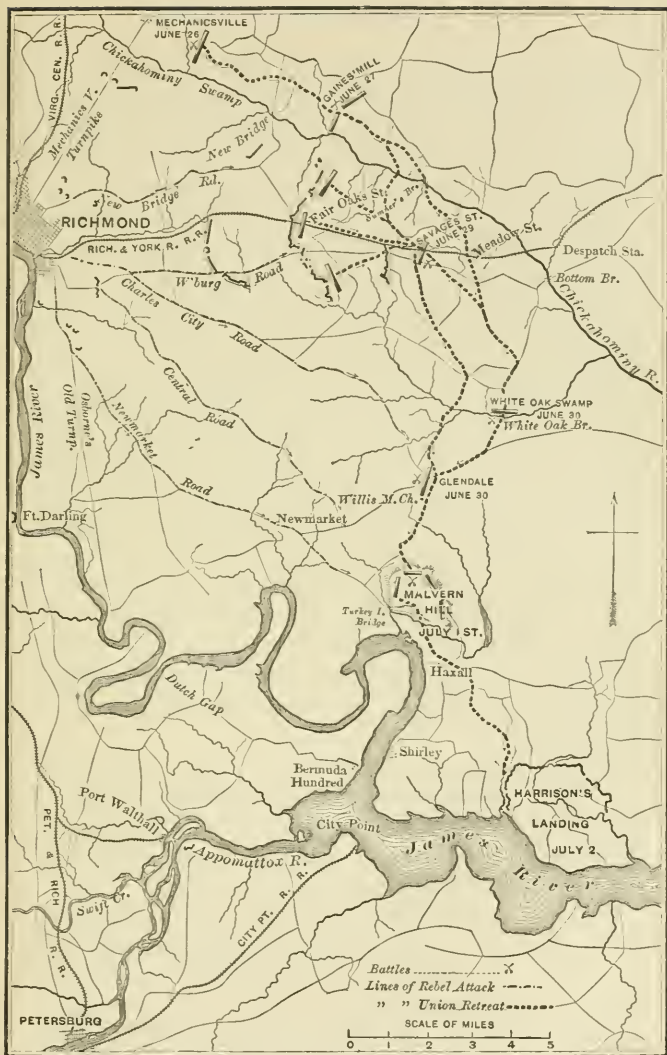 MECHANICSVILLE
JUNE 26
VIRG. CEN. R. R.
Chickahominy
Swamp
Mechanics V.
Turnpike
GAINES' MILL
JUNE 27
New Bridge
New Bridge
Rd.
RICHMOND
Fair Oaks St.
RICH. & YORK R. R.
SAVAGES ST.
JUNE 29
Meadow St.
Despatch Sta.
Bottom Br.
W'burg Road
Charles City Road
Chickahominy R.
Central Road
James River
Osborne's
Old Turnp.
Newmarket Road
WHITE OAK SWAMP
JUNE 30
White Oak Br.
Willis M. Ch.
GLENDALE
JUNE 30
Ft. Darling
Newmarket
MALVERN
HILL
JULY 1 ST.
Turkey I.
Bridge
Haxall
Dutch Gap
Shirley
Bermuda
Hundred
HARRISON'S
LANDING
JULY 2
Port Walthall
City Point
James River
PET. & RICH R. R.
Appomattox R.
Swift Cr.
CITY PT. R. R.
PETERSBURG
Battles
Lines of Rebel Attack
„ „ Union Retreat
SCALE OF MILES
0 1 2 3 4 5